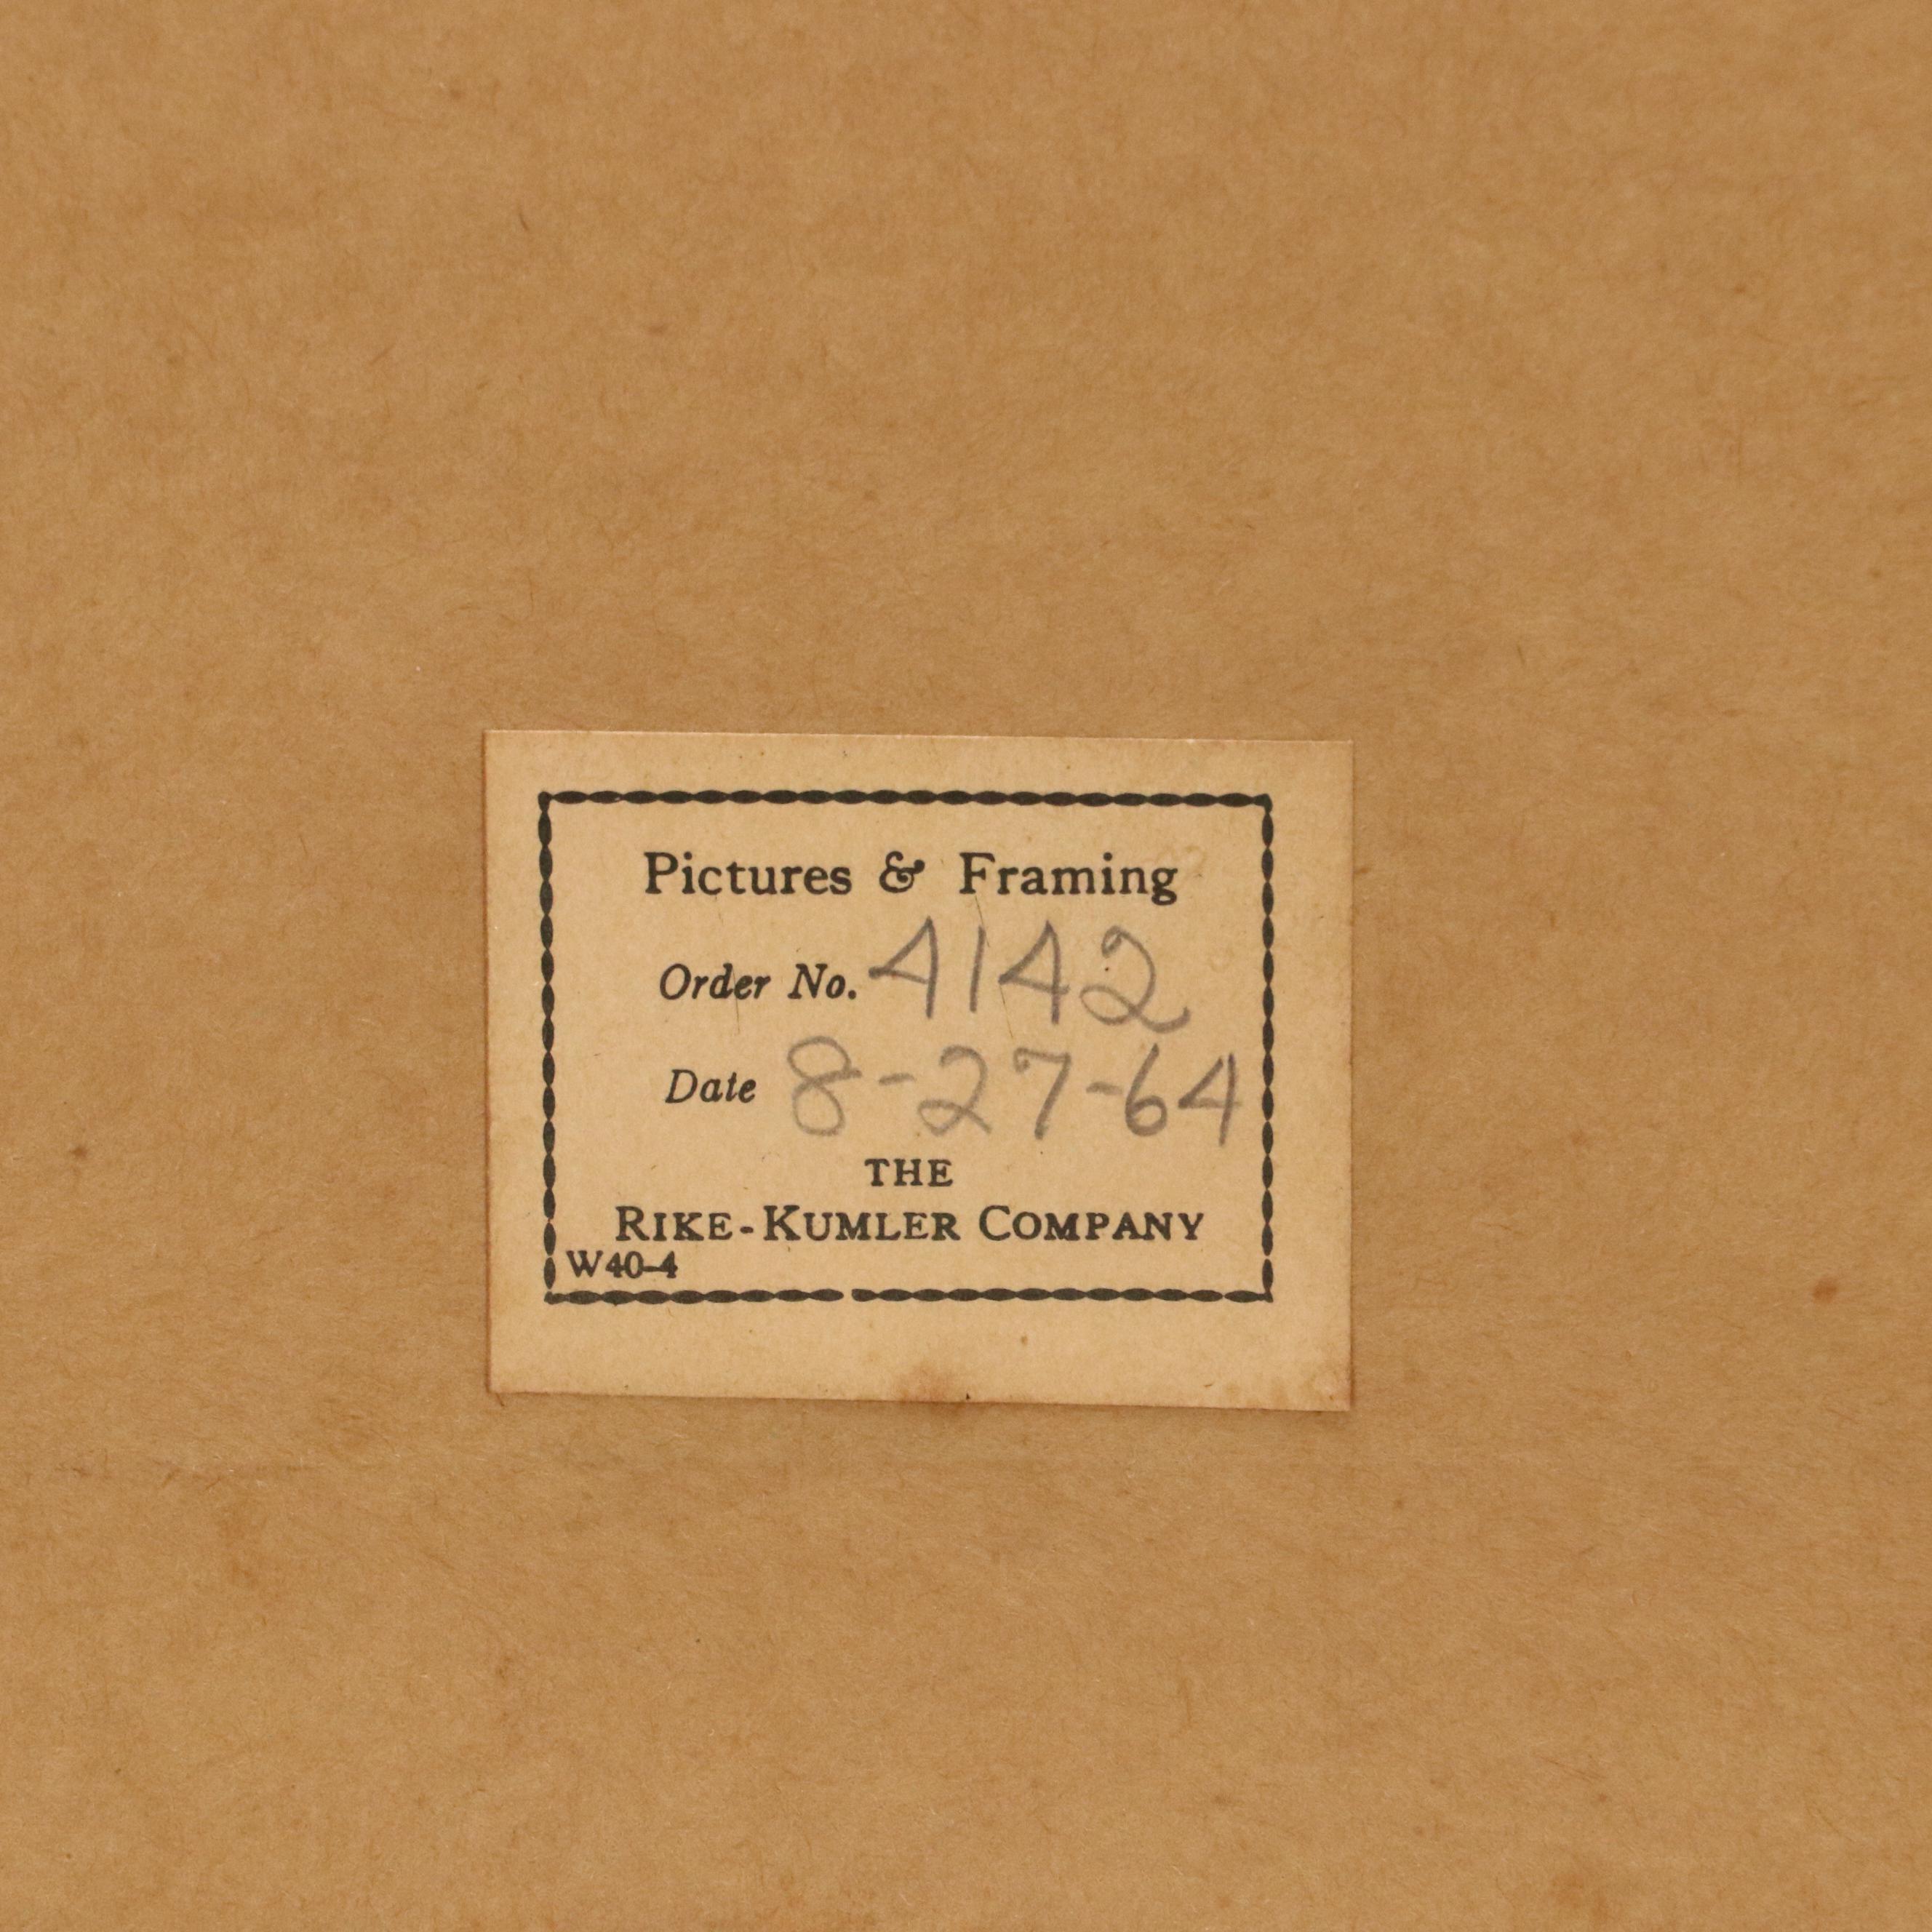 Pictures & Framing
Order No. 4142
Date 8-27-64
THE
RIKE-KUMLER COMPANY
W40-4